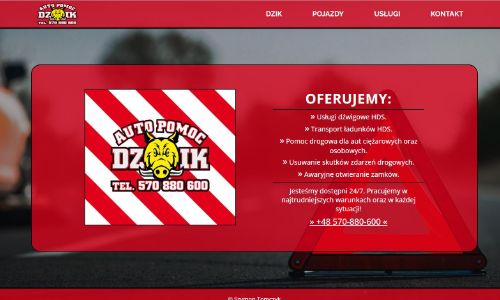 AUTO POMOC
DZIK
TEL. 570 880 600
DZIK POJAZDY USŁUGI KONTAKT
AUTO POMOC
DZIK
TEL. 570 880 600
OFERUJEMY:
» Usługi dźwigowe HDS.
» Transport ładunków HDS.
» Pomoc drogowa dla aut ciężarowych oraz
osobowych.
» Usuwanie skutków zdarzeń drogowych.
» Awaryjne otwieranie zamków.
Jesteśmy dostępni 24/7. Pracujemy w
najtrudniejszych warunkach oraz w każdej
sytuacji!
» +48 570-880-600 «
© Szymon Tomczyk